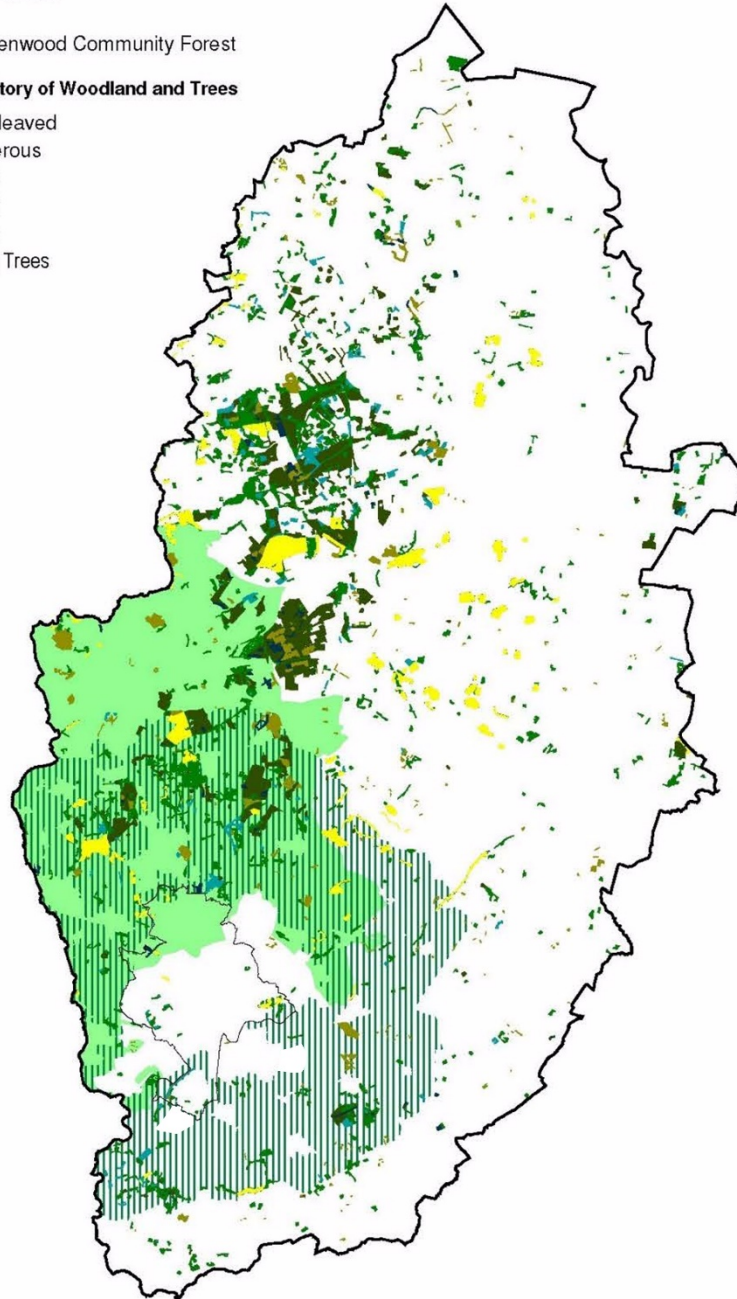 enwood Community Forest
tory of Woodland and Trees
leaved
erous
Trees